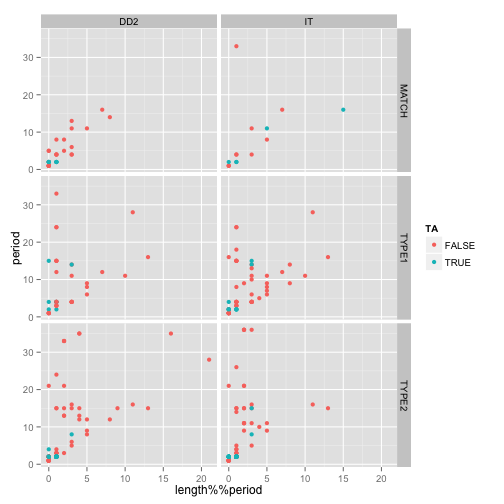 DD2
IT
30
20
10
0
MATCH
30
20
10
0
TYPE1
30
20
10
0
TYPE2
0 5 10 15 20
0 5 10 15 20
length%%period
period
TA
FALSE
TRUE